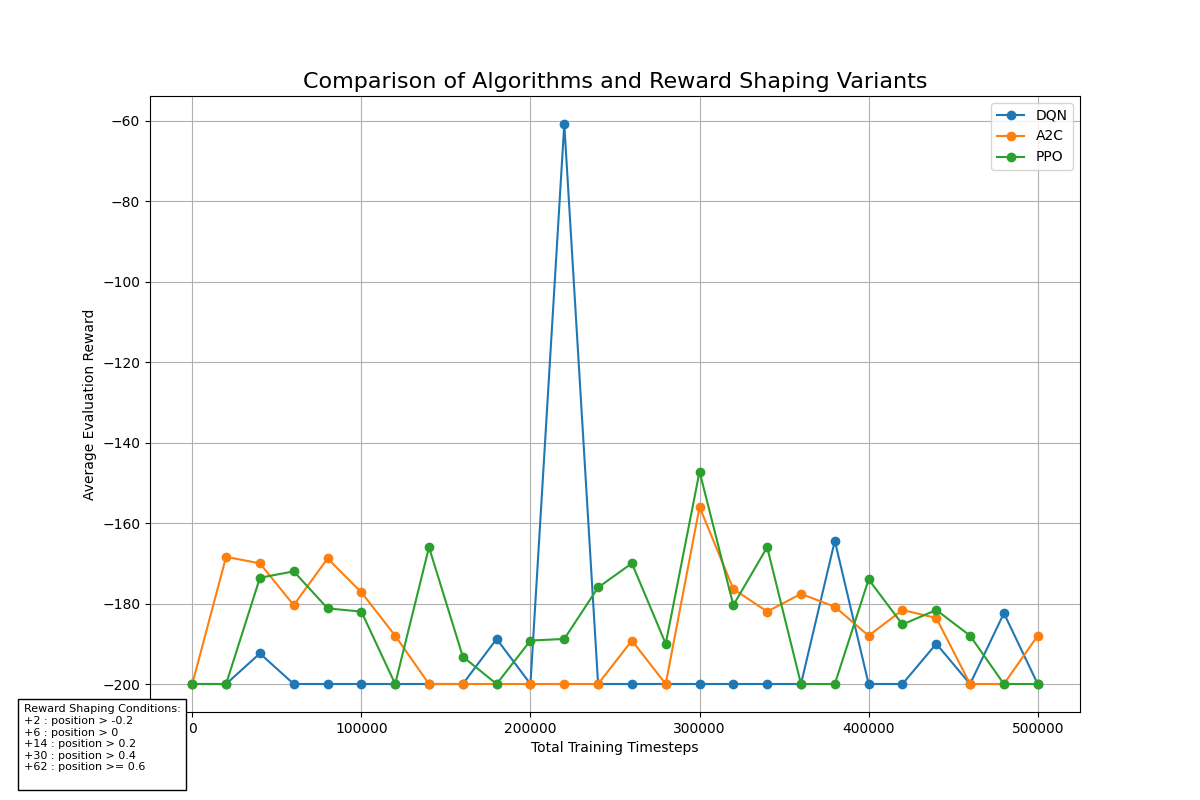 Comparison of Algorithms and Reward Shaping Variants
DQN
A2C
PPO
−60
−80
−100
−120
−140
−160
−180
−200
Average Evaluation Reward
0
100000
200000
300000
400000
500000
Total Training Timesteps
Reward Shaping Conditions:
+2 : position > -0.2
+6 : position > 0
+14 : position > 0.2
+30 : position > 0.4
+62 : position >= 0.6